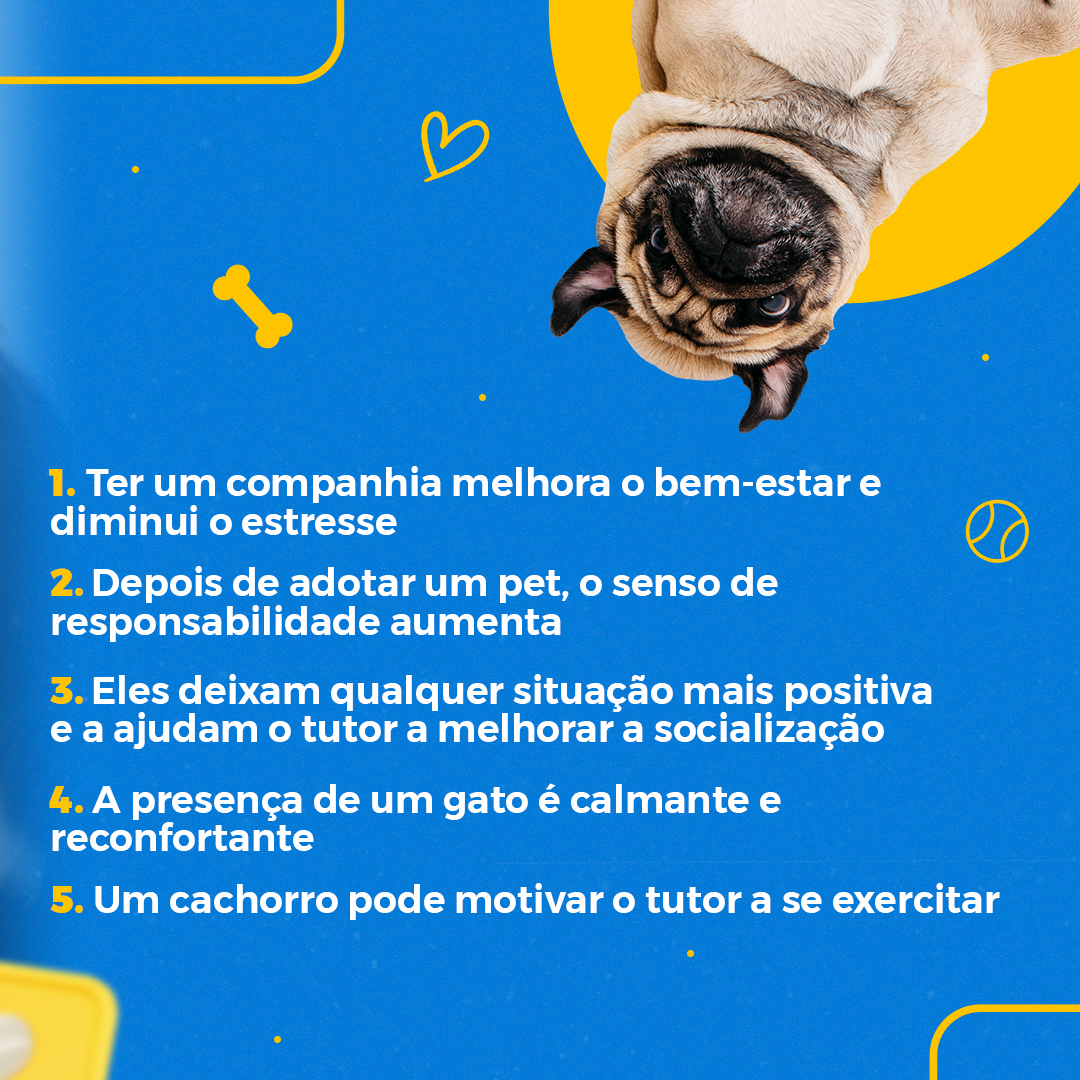 1. Ter um companhia melhora o bem-estar e
diminui o estresse
2. Depois de adotar um pet, o senso de
responsabilidade aumenta
3. Eles deixam qualquer situação mais positiva
e a ajudam o tutor a melhorar a socialização
4. A presença de um gato é calmante e
reconfortante
5. Um cachorro pode motivar o tutor a se exercitar